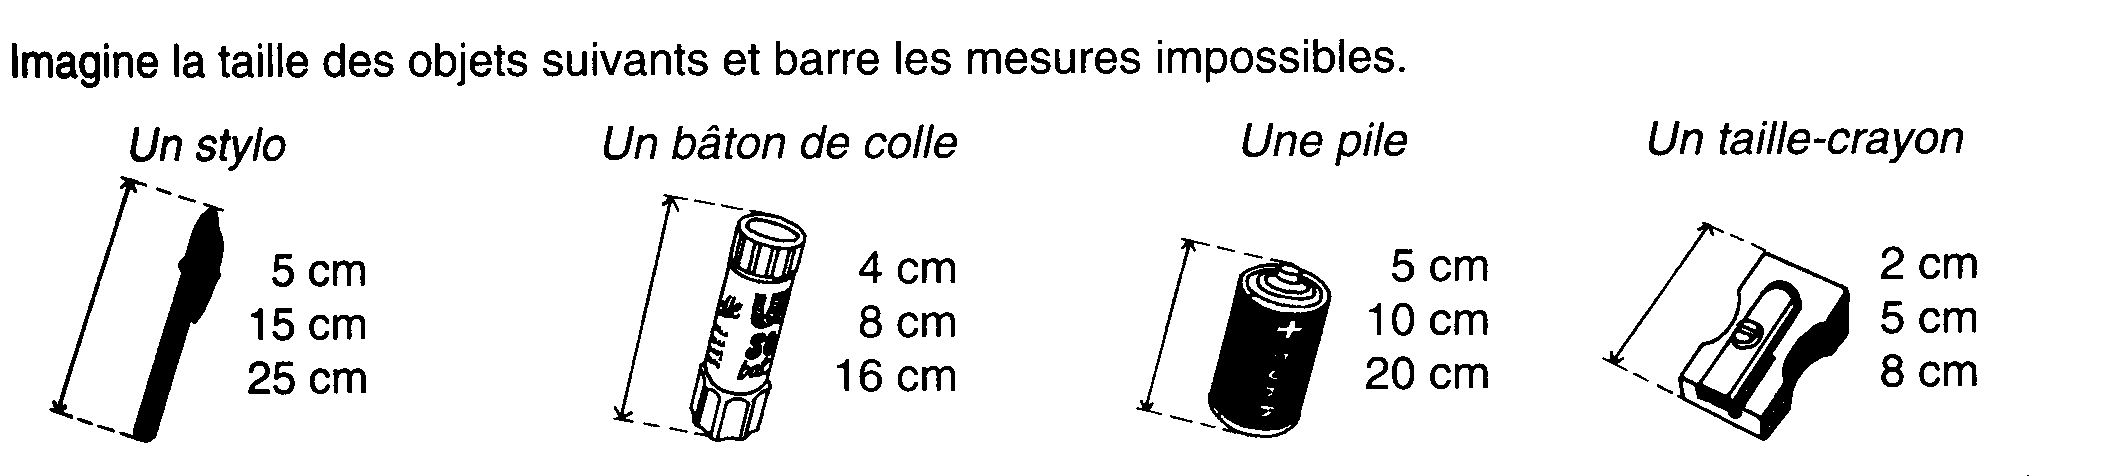 Imagine la taille des objets suivants et barre les mesures impossibles.
Un stylo
5 cm
15 cm
25 cm
Un bâton de colle
4 cm
8 cm
16 cm
Une pile
+
5 cm
10 cm
20 cm
Un taille-crayon
2 cm
5 cm
8 cm